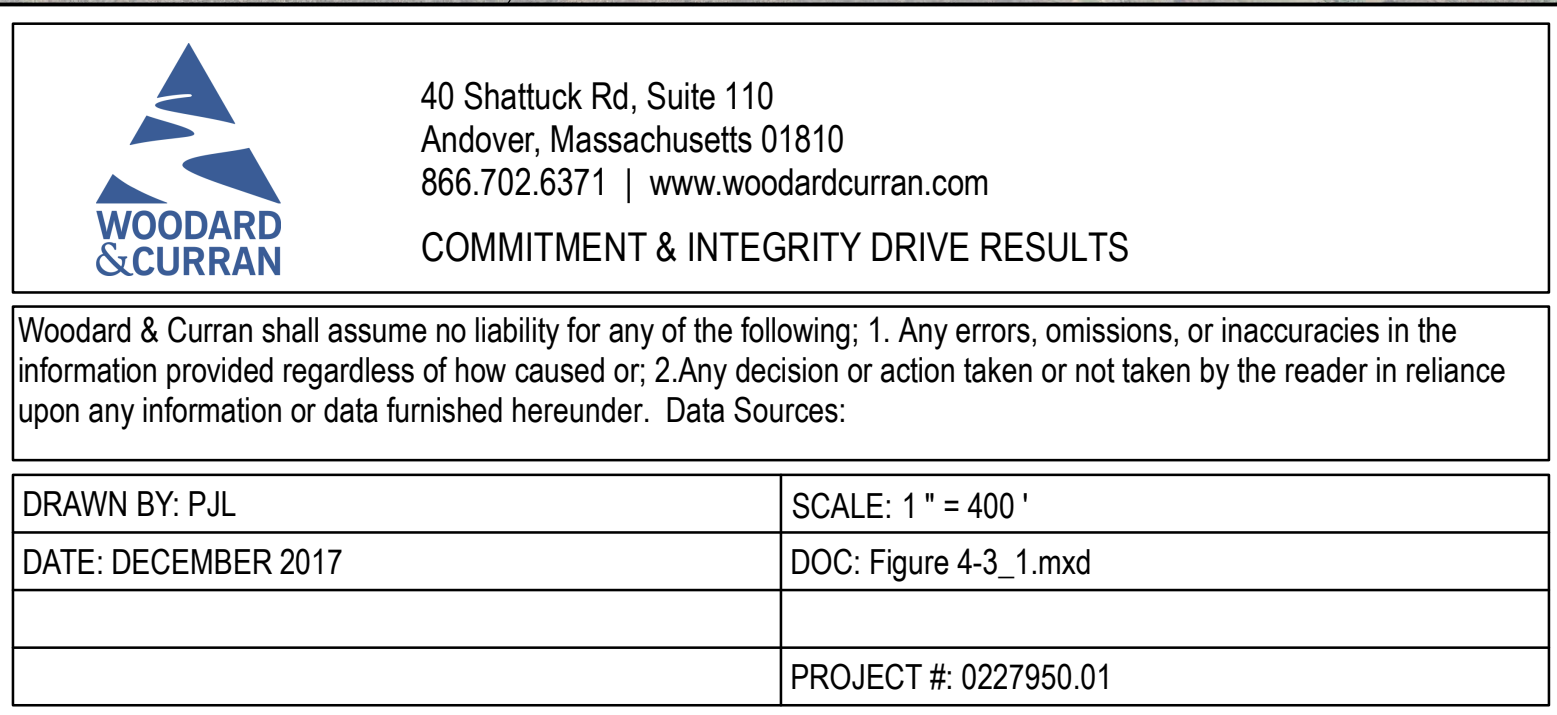 WOODARD
&CURRAN
40 Shattuck Rd, Suite 110
Andover, Massachusetts 01810
866.702.6371 | www.woodardcurran.com
COMMITMENT & INTEGRITY DRIVE RESULTS
Woodard & Curran shall assume no liability for any of the following; 1. Any errors, omissions, or inaccuracies in the
information provided regardless of how caused or; 2.Any decision or action taken or not taken by the reader in reliance
upon any information or data furnished hereunder.  Data Sources:
DRAWN BY: PJL
SCALE: 1 " = 400 '
DATE: DECEMBER 2017
DOC: Figure 4-3_1.mxd
PROJECT #: 0227950.01